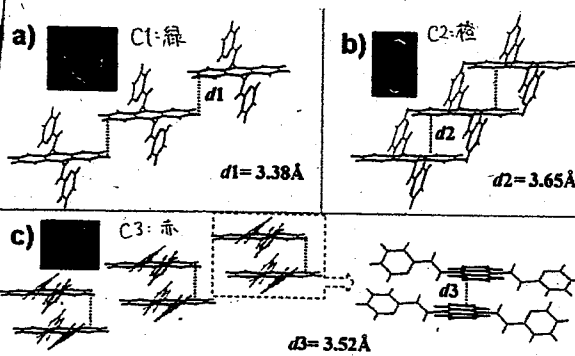 a)
C1:緑
d1
d1= 3.38Å
b)
C2:橙
d2
d2= 3.65Å
c)
C3:赤
d3
d3= 3.52Å